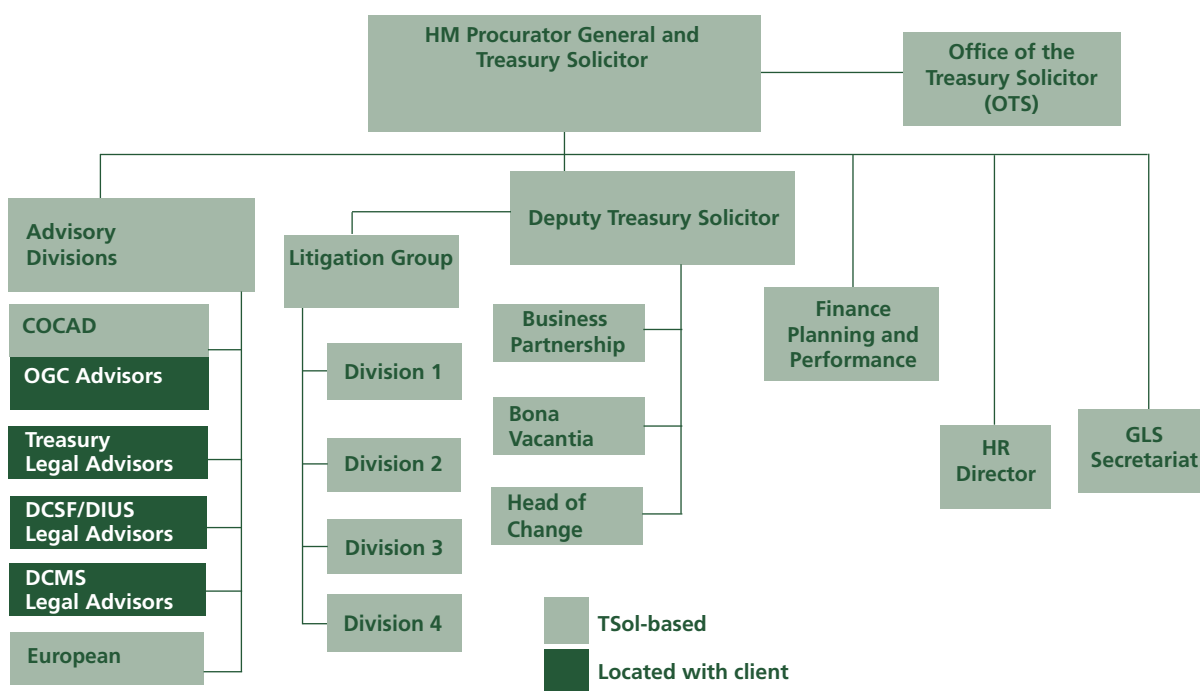 HM Procurator General and
Treasury Solicitor
Office of the
Treasury Solicitor
(OTS)
Advisory
Divisions
Deputy Treasury Solicitor
Litigation Group
COCAD
OGC Advisors
Treasury
Legal Advisors
DCSF/DIUS
Legal Advisors
DCMS
Legal Advisors
European
Division 1
Division 2
Division 3
Division 4
Business
Partnership
Bona
Vacantia
Head of
Change
Finance
Planning and
Performance
HR
Director
GLS
Secretariat
TSol-based
Located with client